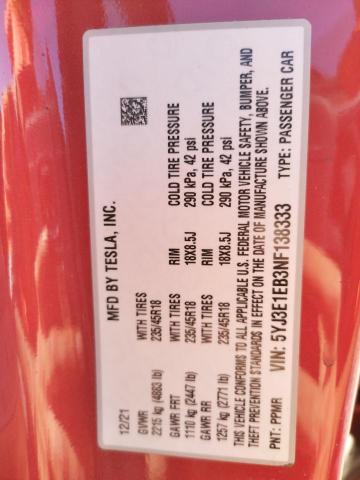 MFD BY TESLA, INC.
12/21
GVWR WITH TIRES RIM COLD TIRE PRESSURE
2215 kg (4883 lb) 235/45R18 18X8.5J 290 kPa, 42 psi
GAWR FRT WITH TIRES RIM COLD TIRE PRESSURE
1110 kg (2447 lb) 235/45R18 18X8.5J 290 kPa, 42 psi
GAWR RR
1257 kg (2771 lb)
THIS VEHICLE CONFORMS TO ALL APPLICABLE U.S. FEDERAL MOTOR VEHICLE SAFETY, BUMPER, AND
THEFT PREVENTION STANDARDS IN EFFECT ON THE DATE OF MANUFACTURE SHOWN ABOVE.
VIN: 5YJ3E1EB3NF138333
PNT: PPMR TYPE: PASSENGER CAR